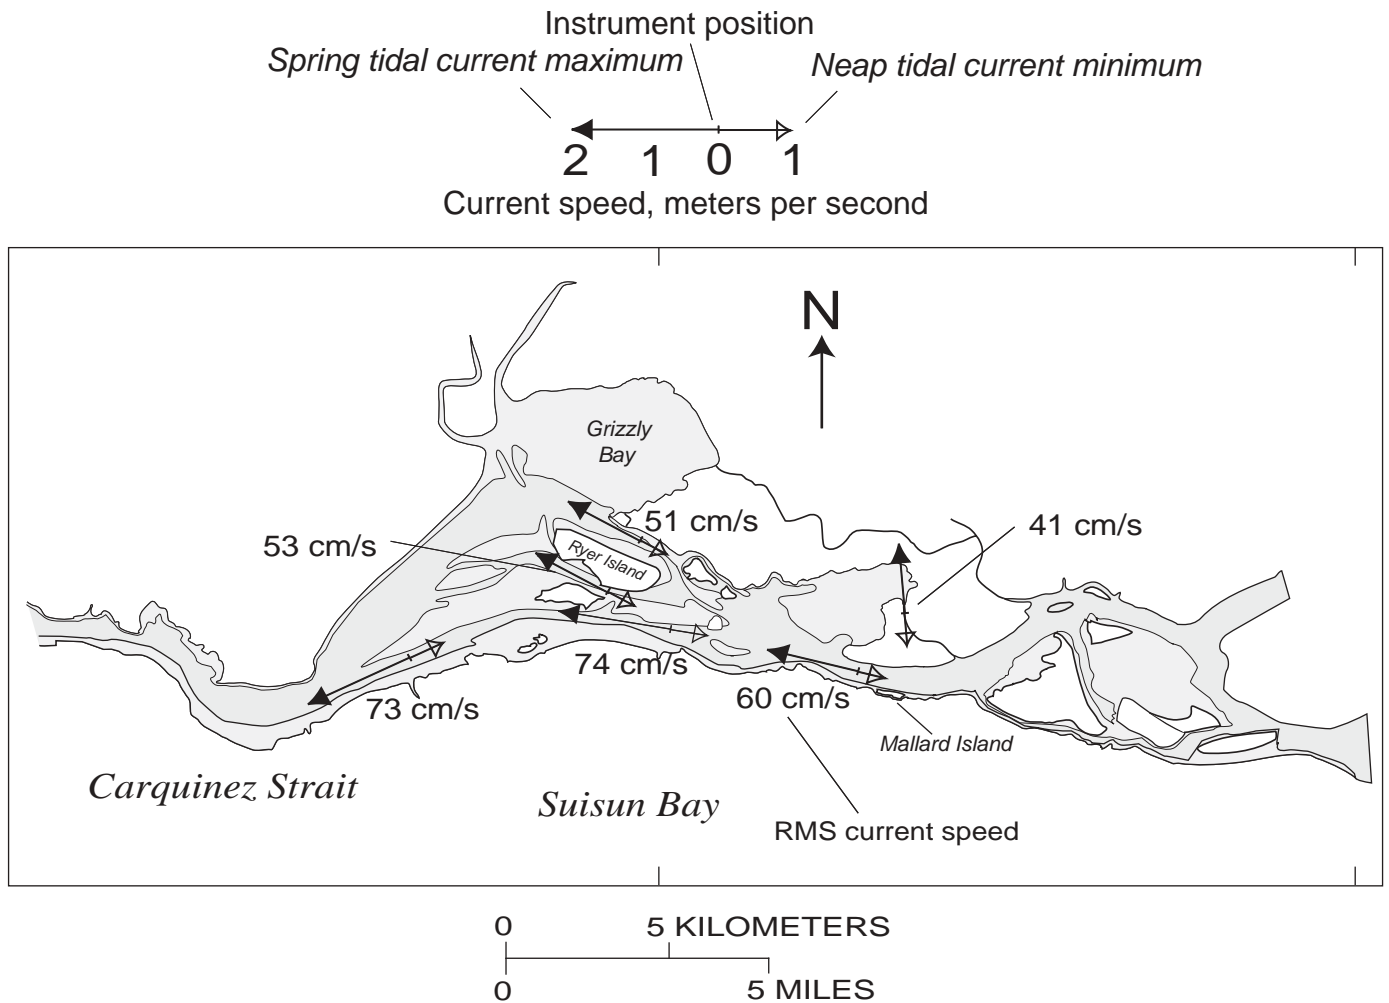 Instrument position
Spring tidal current maximum
Neap tidal current minimum
2 1 0 1
Current speed, meters per second
N
Grizzly
Bay
51 cm/s
41 cm/s
53 cm/s
Ryer Island
74 cm/s
60 cm/s
73 cm/s
Mallard Island
Carquinez Strait
Suisun Bay
RMS current speed
0 5 KILOMETERS
0 5 MILES